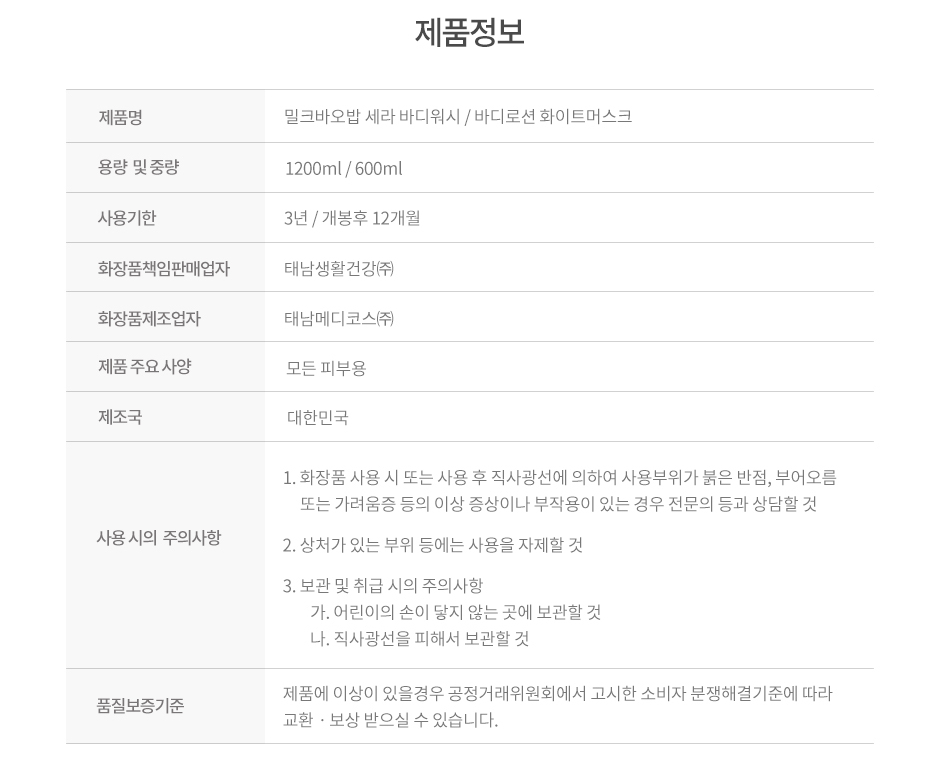 제품정보
제품명
밀크바오밥 세라 바디워시 / 바디로션 화이트머스크
용량 및 중량
1200ml / 600ml
사용기한
3년 / 개봉후 12개월
화장품책임판매업자
태남생활건강㈜
화장품제조업자
태남메디코스㈜
제품 주요 사양
모든 피부용
제조국
대한민국
사용 시의 주의사항
1. 화장품 사용 시 또는 사용 후 직사광선에 의하여 사용부위가 붉은 반점, 부어오름
또는 가려움증 등의 이상 증상이나 부작용이 있는 경우 전문의 등과 상담할 것
2. 상처가 있는 부위 등에는 사용을 자제할 것
3. 보관 및 취급 시의 주의사항
가. 어린이의 손이 닿지 않는 곳에 보관할 것
나. 직사광선을 피해서 보관할 것
품질보증기준
제품에 이상이 있을경우 공정거래위원회에서 고시한 소비자 분쟁해결기준에 따라
교환 · 보상 받으실 수 있습니다.